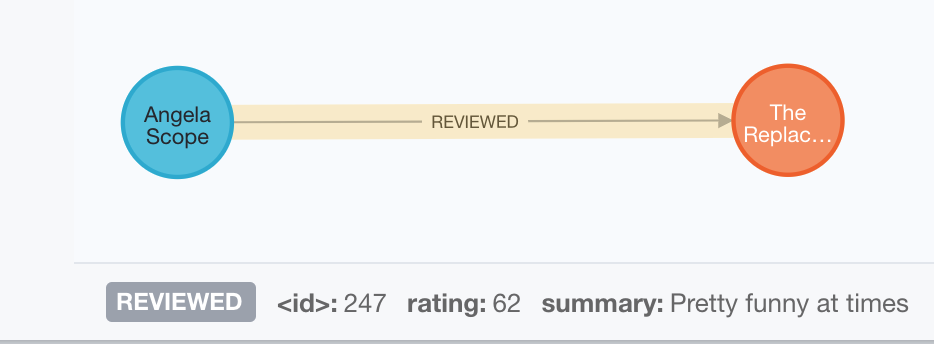 Angela
Scope
REVIEWED
The
Replac...
REVIEWED <id>: 247 rating: 62 summary: Pretty funny at times